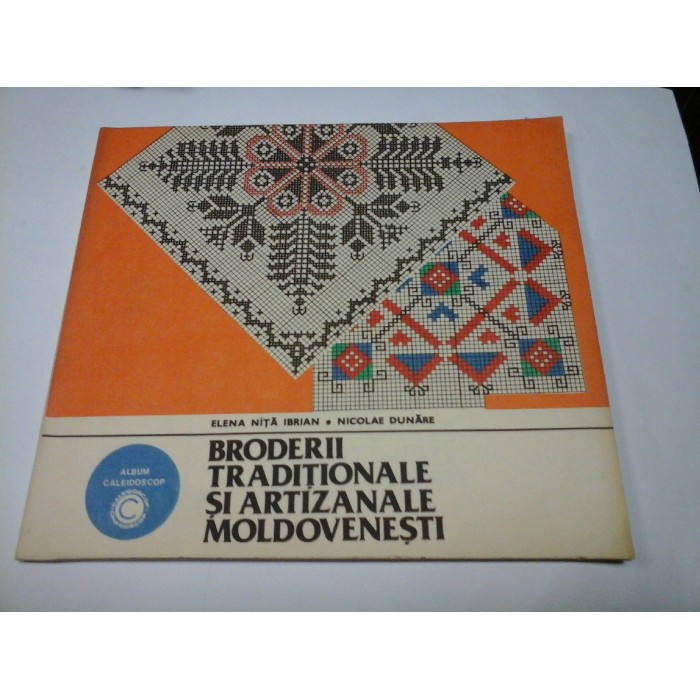 ELENA NIȚĂ IBRIAN • NICOLAE DUNĂRE
BRODERII
TRADIȚIONALE
ȘI ARTIZANALE
MOLDOVENEȘTI
ALBUM
CALEIDOSCOP
C